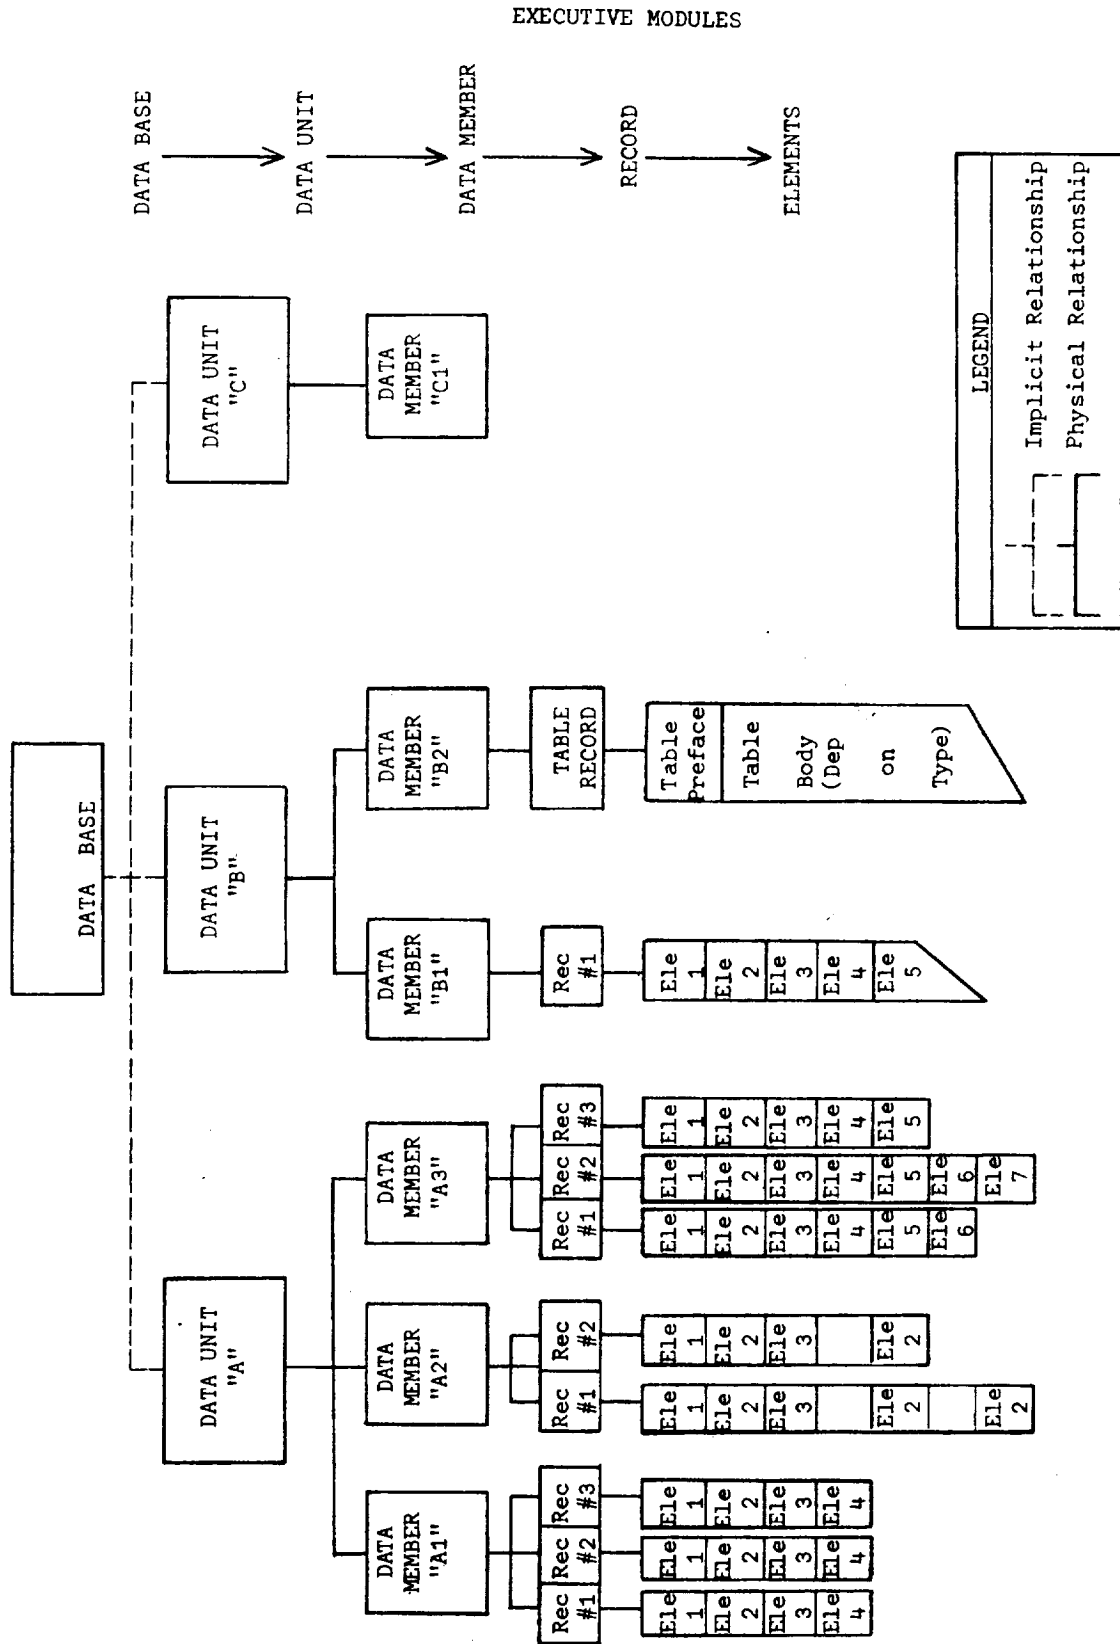 EXECUTIVE MODULES
DATA BASE
DATA UNIT
DATA MEMBER
RECORD
ELEMENTS
DATA BASE
DATA UNIT
"A"
DATA UNIT
"B"
DATA UNIT
"C"
DATA
MEMBER
"A1"
DATA
MEMBER
"A2"
DATA
MEMBER
"A3"
DATA
MEMBER
"B1"
DATA
MEMBER
"B2"
DATA
MEMBER
"C1"
Rec
#1
Rec
#2
Rec
#3
Rec
#1
Rec
#2
Rec
#1
Rec
#2
Rec
#3
Rec
#1
TABLE
RECORD
Ele
1
Ele
2
Ele
3
Ele
4
Ele
1
Ele
2
Ele
3
Ele
4
Ele
1
Ele
2
Ele
3
Ele
4
Ele
1
Ele
2
Ele
3
Ele
2
Ele
2
Ele
1
Ele
2
Ele
3
Ele
2
Ele
1
Ele
2
Ele
3
Ele
4
Ele
5
Ele
6
Ele
1
Ele
2
Ele
3
Ele
4
Ele
5
Ele
6
Ele
7
Ele
1
Ele
2
Ele
3
Ele
4
Ele
5
Ele
1
Ele
2
Ele
3
Ele
4
Ele
5
Table
Preface
Table
Body
(Dep
on
Type)
LEGEND
Implicit Relationship
Physical Relationship